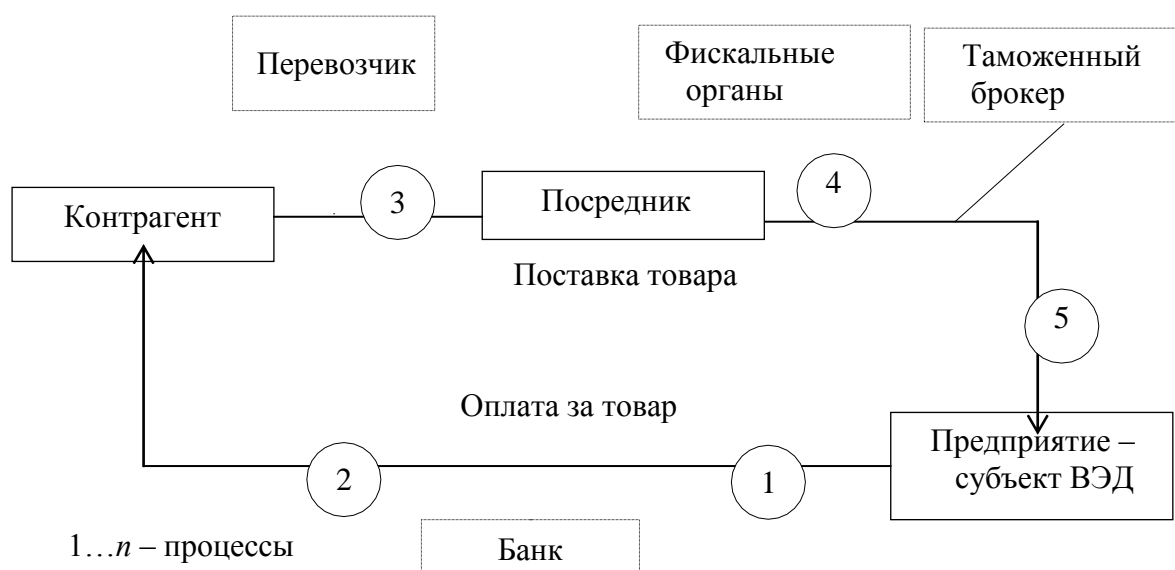 Перевозчик
Фискальные
органы
Таможенный
брокер
Контрагент
3
Посредник
4
Поставка товара
5
Оплата за товар
Предприятие –
субъект ВЭД
2
1
1…n – процессы
Банк